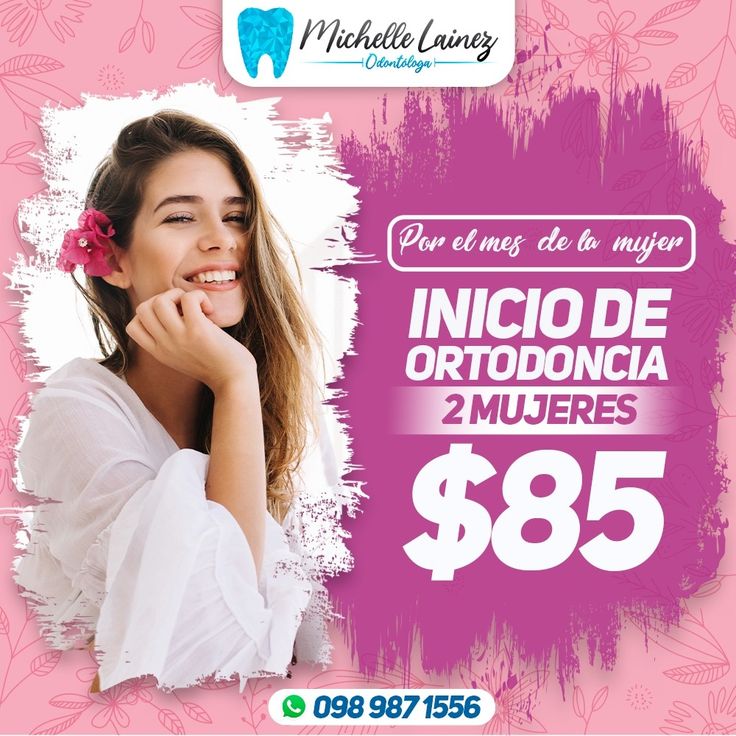 Michelle Lainez
Odontóloga
Por el mes de la mujer
INICIO DE
ORTODONCIA
2 MUJERES
$85
098 987 1556